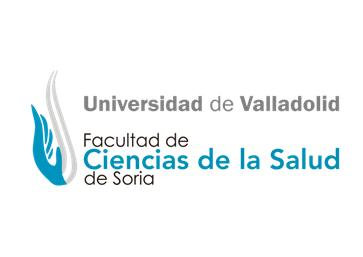 Universidad de Valladolid
Facultad de
Ciencias de la Salud
de Soria